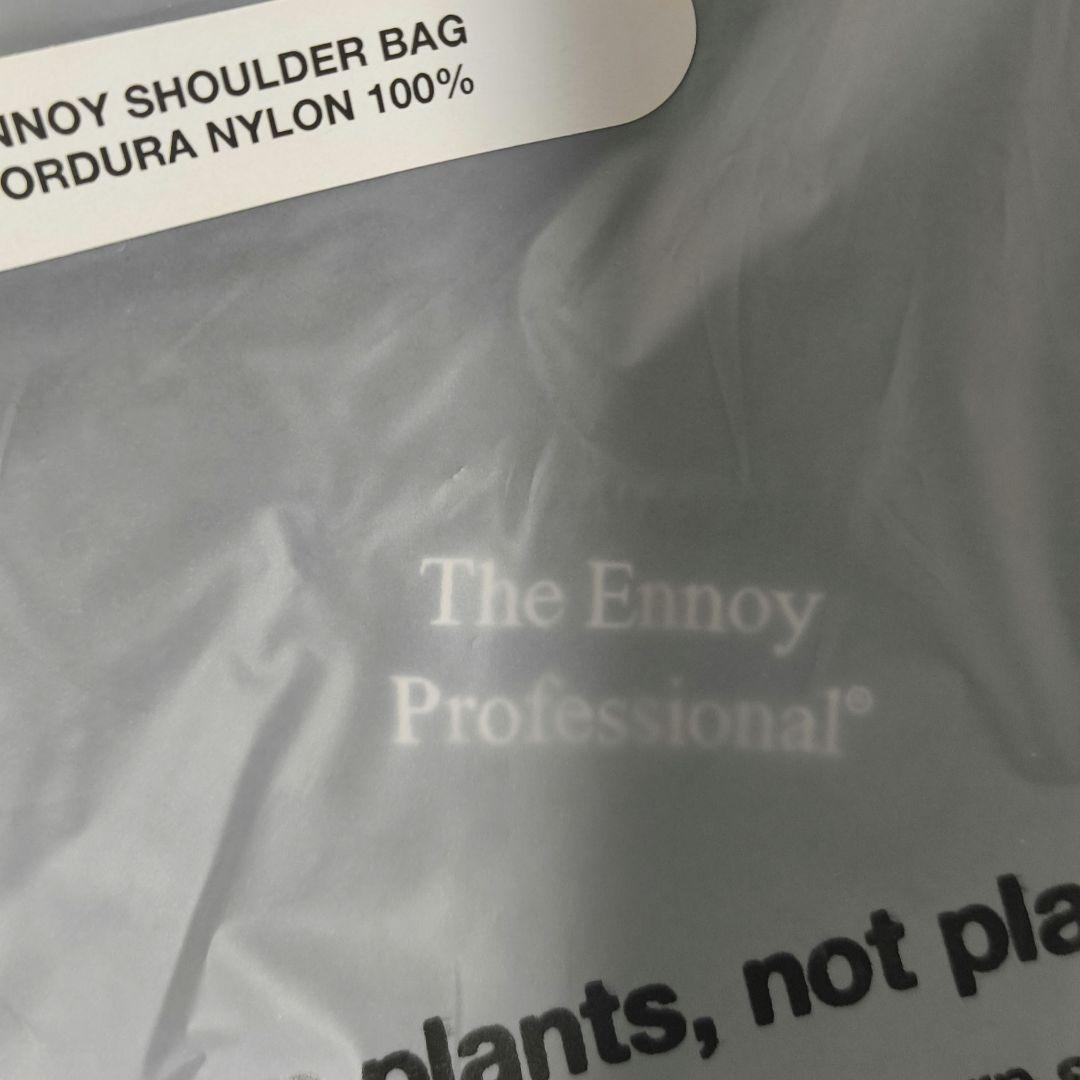 NNOY SHOULDER BAG
ORDURA NYLON 100%
The Ennoy
Professional®
plants, not pla